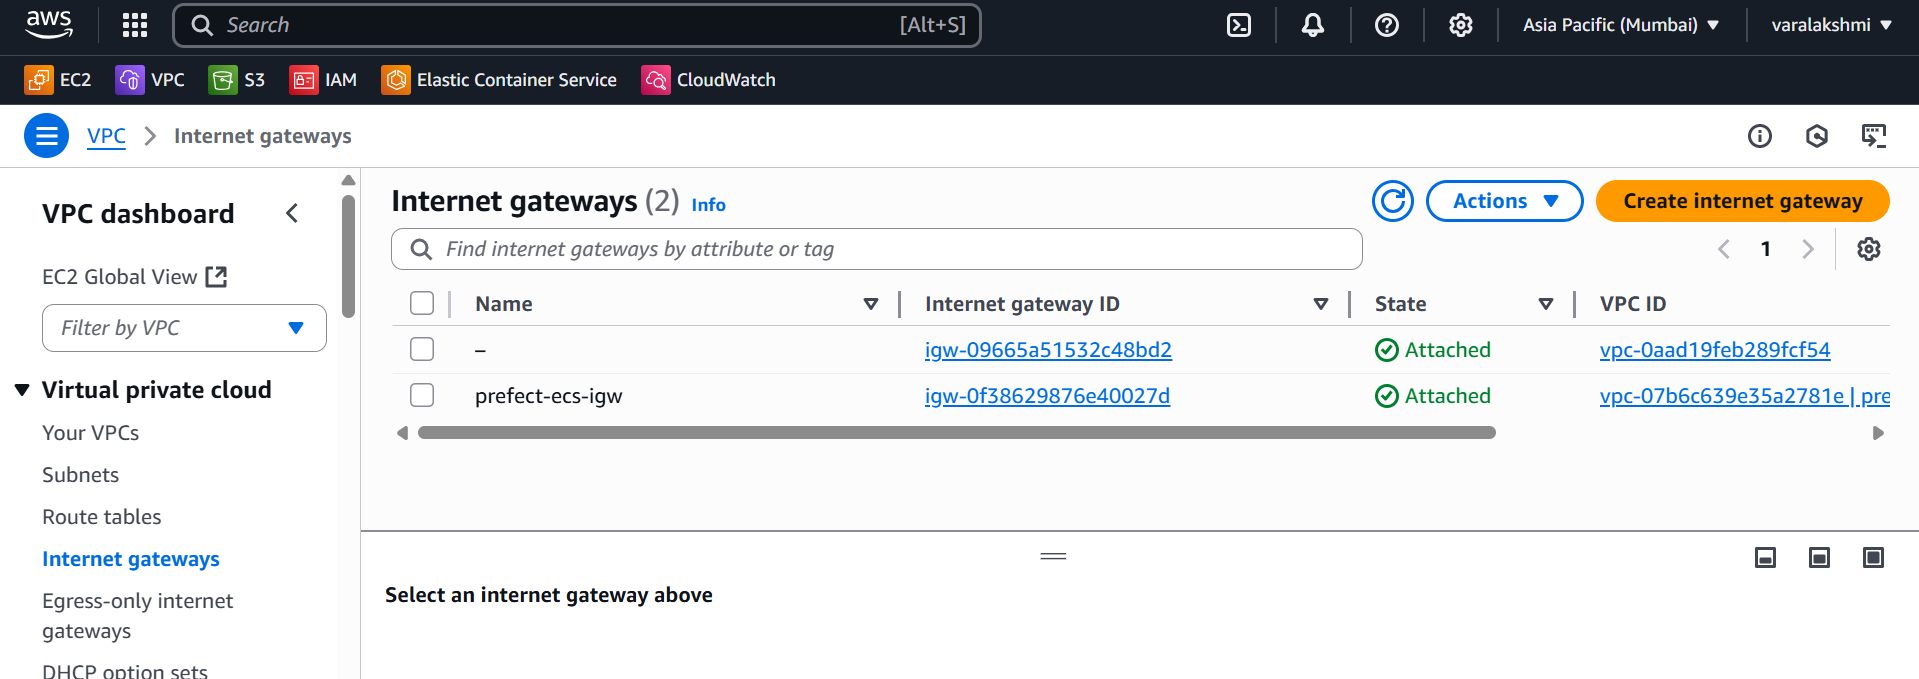 aws
Search [Alt+S]
Asia Pacific (Mumbai) varalakshmi
EC2 VPC S3 IAM Elastic Container Service CloudWatch
VPC Internet gateways
VPC dashboard
EC2 Global View
Filter by VPC
Virtual private cloud
Your VPCs
Subnets
Route tables
Internet gateways
Egress-only internet
gateways
DHCP option sets
Internet gateways (2) Info
Actions Create internet gateway
Find internet gateways by attribute or tag
1
Name Internet gateway ID State VPC ID
– igw-09665a51532c48bd2 Attached vpc-0aad19feb289fcf54
prefect-ecs-igw igw-0f38629876e40027d Attached vpc-07b6c639e35a2781e | pre
Select an internet gateway above